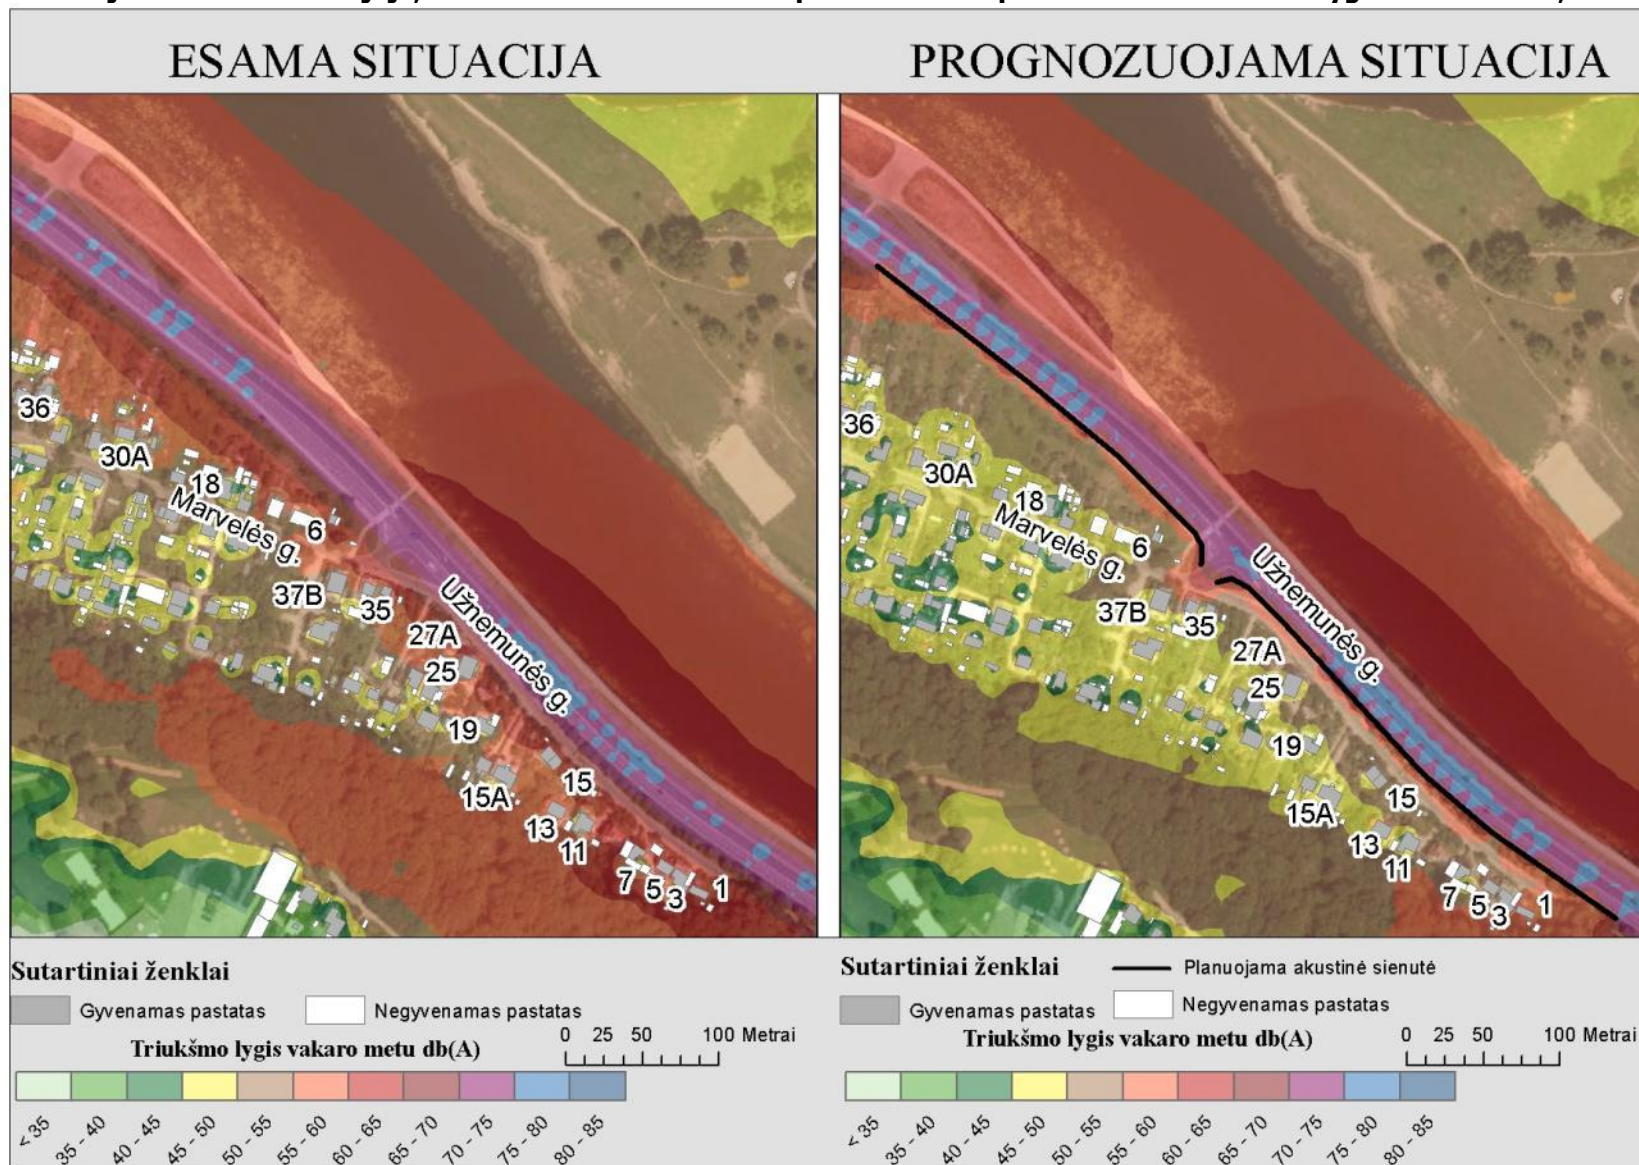 ESAMA SITUACIJA
PROGNOZUOJAMA SITUACIJA
36
30A
18
Marvelės g.
6
37B
35
27A
25
Užnemunės g.
19
15
15A
13
11
7
5
3
1
36
30A
18
Marvelės g.
6
37B
35
27A
25
Užnemunės g.
19
15
15A
13
11
7
5
3
1
Sutartiniai ženklai
Gyvenamas pastatas
Negyvenamas pastatas
Triukšmo lygis vakaro metu db(A)
0 25 50 100 Metrai
< 35
35 - 40
40 - 45
45 - 50
50 - 55
55 - 60
60 - 65
65 - 70
70 - 75
75 - 80
80 - 85
Sutartiniai ženklai
Planuojama akustinė sienutė
Gyvenamas pastatas
Negyvenamas pastatas
Triukšmo lygis vakaro metu db(A)
0 25 50 100 Metrai
< 35
35 - 40
40 - 45
45 - 50
50 - 55
55 - 60
60 - 65
65 - 70
70 - 75
75 - 80
80 - 85